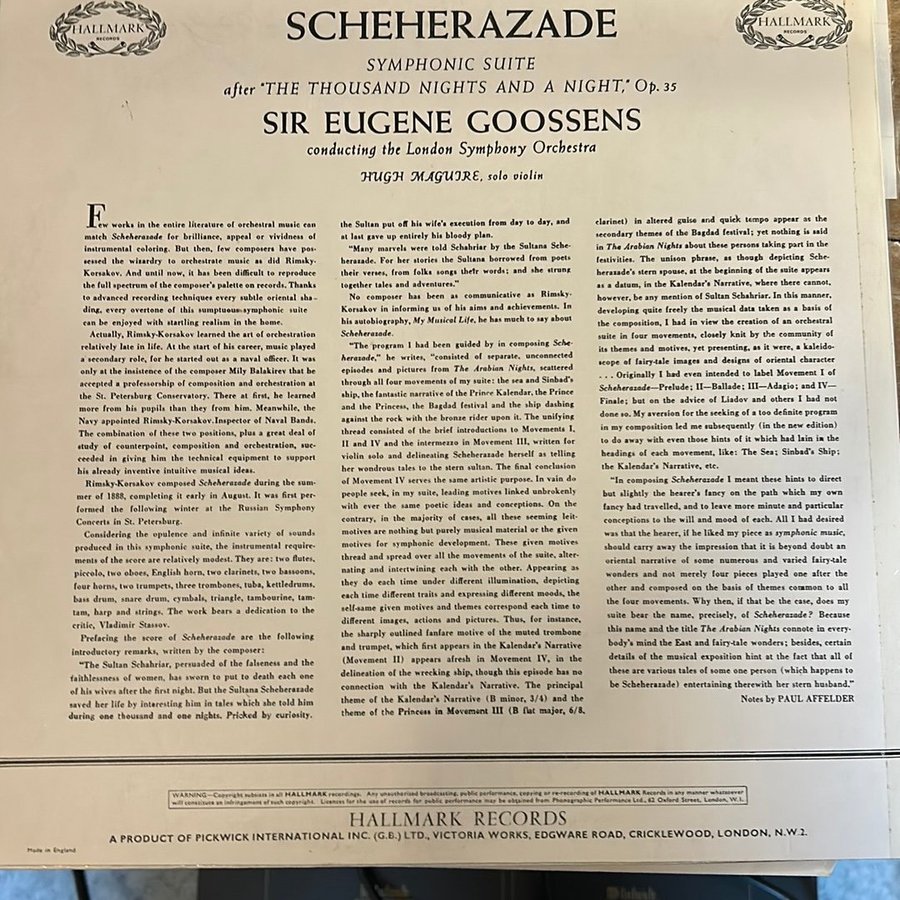 HALLMARK
RECORDS
SCHEHERAZADE
HALLMARK
RECORDS
SYMPHONIC SUITE
after "THE THOUSAND NIGHTS AND A NIGHT," Op. 35
SIR EUGENE GOOSSENS
conducting the London Symphony Orchestra
HUGH MAGUIRE, solo violin
Few works in the entire literature of orchestral music can
match Scheherazade for brilliance, appeal or vividness of
instrumental coloring. But then, few composers have pos-
sessed the wizardry to orchestrate music as did Rimsky-
Korsakov. And until now, it has been difficult to reproduce
the full spectrum of the composer's palette on records. Thanks
to advanced recording techniques every subtle oriental sha-
ding, every overtone of this sumptuous symphonic suite
can be enjoyed with startling realism in the home.
Actually, Rimsky-Korsakov learned the art of orchestration
relatively late in life. At the start of his career, music played
a secondary role, for he started out as a naval officer. It was
only at the insistence of the composer Mily Balakirev that he
accepted a professorship of composition and orchestration at
the St. Petersburg Conservatory. There at first, he learned
more from his pupils than they from him. Meanwhile, the
Navy appointed Rimsky-Korsakov Inspector of Naval Bands.
The combination of these two positions, plus a great deal of
study of counterpoint, composition and orchestration, suc-
ceeded in giving him the technical equipment to support
his already inventive intuitive musical ideas.
Rimsky-Korsakov composed Scheherazade during the sum-
mer of 1888, completing it early in August. It was first per-
formed the following winter at the Russian Symphony
Concerts in St. Petersburg.
Considering the opulence and infinite variety of sounds
produced in this symphonic suite, the instrumental require-
ments of the score are relatively modest. They are: two flutes,
piccolo, two oboes, English horn, two clarinets, two bassoons,
four horns, two trumpets, three trombones, tuba, kettledrums,
bass drum, snare drum, cymbals, triangle, tambourine, tam-
tam, harp and strings. The work bears a dedication to the
critic, Vladimir Stassov.
Prefacing the score of Scheherazade are the following
introductory remarks, written by the composer:
"The Sultan Schahriar, persuaded of the falseness and the
faithlessness of women, has sworn to put to death each one
of his wives after the first night. But the Sultana Scheherazade
saved her life by interesting him in tales which she told him
during one thousand and one nights. Pricked by curiosity,
the Sultan put off his wife's execution from day to day, and
at last gave up entirely his bloody plan.
"Many marvels were told Schahriar by the Sultana Sche-
herazade. For her stories the Sultana borrowed from poets
their verses, from folks songs their words; and she strung
together tales and adventures."
No composer has been as communicative as Rimsky-
Korsakov in informing us of his aims and achievements. In
his autobiography, My Musical Life, he has much to say about
Scheherazade.
"The program I had been guided by in composing Sche-
herazade," he writes, "consisted of separate, unconnected
episodes and pictures from The Arabian Nights, scattered
through all four movements of my suite: the sea and Sinbad's
ship, the fantastic narrative of the Prince Kalendar, the Prince
and the Princess, the Bagdad festival and the ship dashing
against the rock with the bronze rider upon it. The unifying
thread consisted of the brief introductions to Movements I,
II and IV and the intermezzo in Movement III, written for
violin solo and delineating Scheherazade herself as telling
her wondrous tales to the stern sultan. The final conclusion
of Movement IV serves the same artistic purpose. In vain do
people seek, in my suite, leading motives linked unbrokenly
with ever the same poetic ideas and conceptions. On the
contrary, in the majority of cases, all these seeming leit-
motives are nothing but purely musical material or the given
motives for symphonic development. These given motives
thread and spread over all the movements of the suite, alter-
nating and intertwining each with the other. Appearing as
they do each time under different illumination, depicting
each time different traits and expressing different moods, the
self-same given motives and themes correspond each time to
different images, actions and pictures. Thus, for instance,
the sharply outlined fanfare motive of the muted trombone
and trumpet, which first appears in the Kalendar's Narrative
(Movement II) appears afresh in Movement IV, in the
delineation of the wrecking ship, though this episode has no
connection with the Kalendar's Narrative. The principal
theme of the Kalendar's Narrative (B minor, 3/4) and the
theme of the Princess in Movement III (B flat major, 6/8,
clarinet) in altered guise and quick tempo appear as the
secondary themes of the Bagdad festival; yet nothing is said
in The Arabian Nights about these persons taking part in the
festivities. The unison phrase, as though depicting Sche-
herazade's stern spouse, at the beginning of the suite appears
as a datum, in the Kalendar's Narrative, where there cannot,
however, be any mention of Sultan Schahriar. In this manner,
developing quite freely the musical data taken as a basis of
the composition, I had in view the creation of an orchestral
suite in four movements, closely knit by the community of
its themes and motives, yet presenting, as it were, a kaleido-
scope of fairy-tale images and designs of oriental character
. . . Originally I had even intended to label Movement I of
Scheherazade—Prelude; II—Ballade; III—Adagio; and IV—
Finale; but on the advice of Liadov and others I had not
done so. My aversion for the seeking of a too definite program
in my composition led me subsequently (in the new edition)
to do away with even those hints of it which had lain in the
headings of each movement, like: The Sea; Sinbad's Ship;
the Kalendar's Narrative, etc.
"In composing Scheherazade I meant these hints to direct
but slightly the hearer's fancy on the path which my own
fancy had travelled, and to leave more minute and particular
conceptions to the will and mood of each. All I had desired
was that the hearer, if he liked my piece as symphonic music,
should carry away the impression that it is beyond doubt an
oriental narrative of some numerous and varied fairy-tale
wonders and not merely four pieces played one after the
other and composed on the basis of themes common to all
the four movements. Why then, if that be the case, does my
suite bear the name, precisely, of Scheherazade? Because
this name and the title The Arabian Nights connote in every-
body's mind the East and fairy-tale wonders; besides, certain
details of the musical exposition hint at the fact that all of
these are various tales of some one person (which happens to
be Scheherazade) entertaining therewith her stern husband."
Notes by PAUL AFFELDER
WARNING—Copyright subsists in all HALLMARK recordings. Any unauthorised broadcasting, public performance, copying or re-recording of HALLMARK Records in any manner whatsoever
will constitute an infringement of such copyright. Licences for the use of records for public performance may be obtained from Phonographic Performance Ltd., 62 Oxford Street, London, W.1.
HALLMARK RECORDS
A PRODUCT OF PICKWICK INTERNATIONAL INC. (G.B.) LTD., VICTORIA WORKS, EDGWARE ROAD, CRICKLEWOOD, LONDON, N.W.2.
Made in England